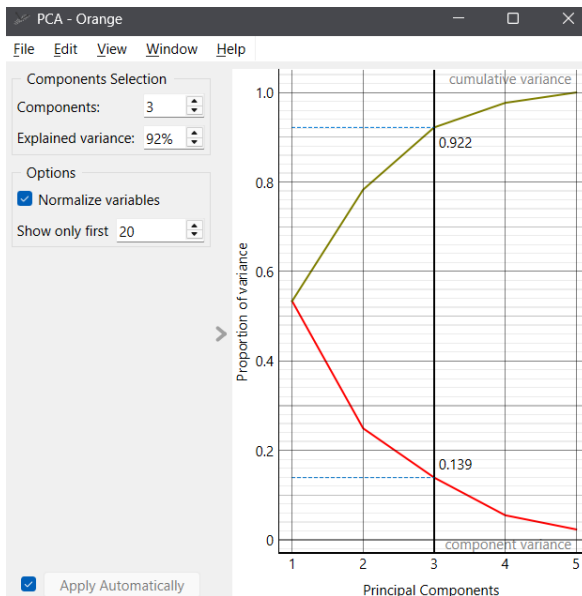 PCA - Orange
File Edit View Window Help
Components Selection
Components: 3
Explained variance: 92%
Options
Normalize variables
Show only first 20
Apply Automatically
cumulative variance
1.0
0.922
0.8
0.6
Proportion of variance
0.4
0.2
0.139
0
component variance
1 2 3 4 5
Principal Components